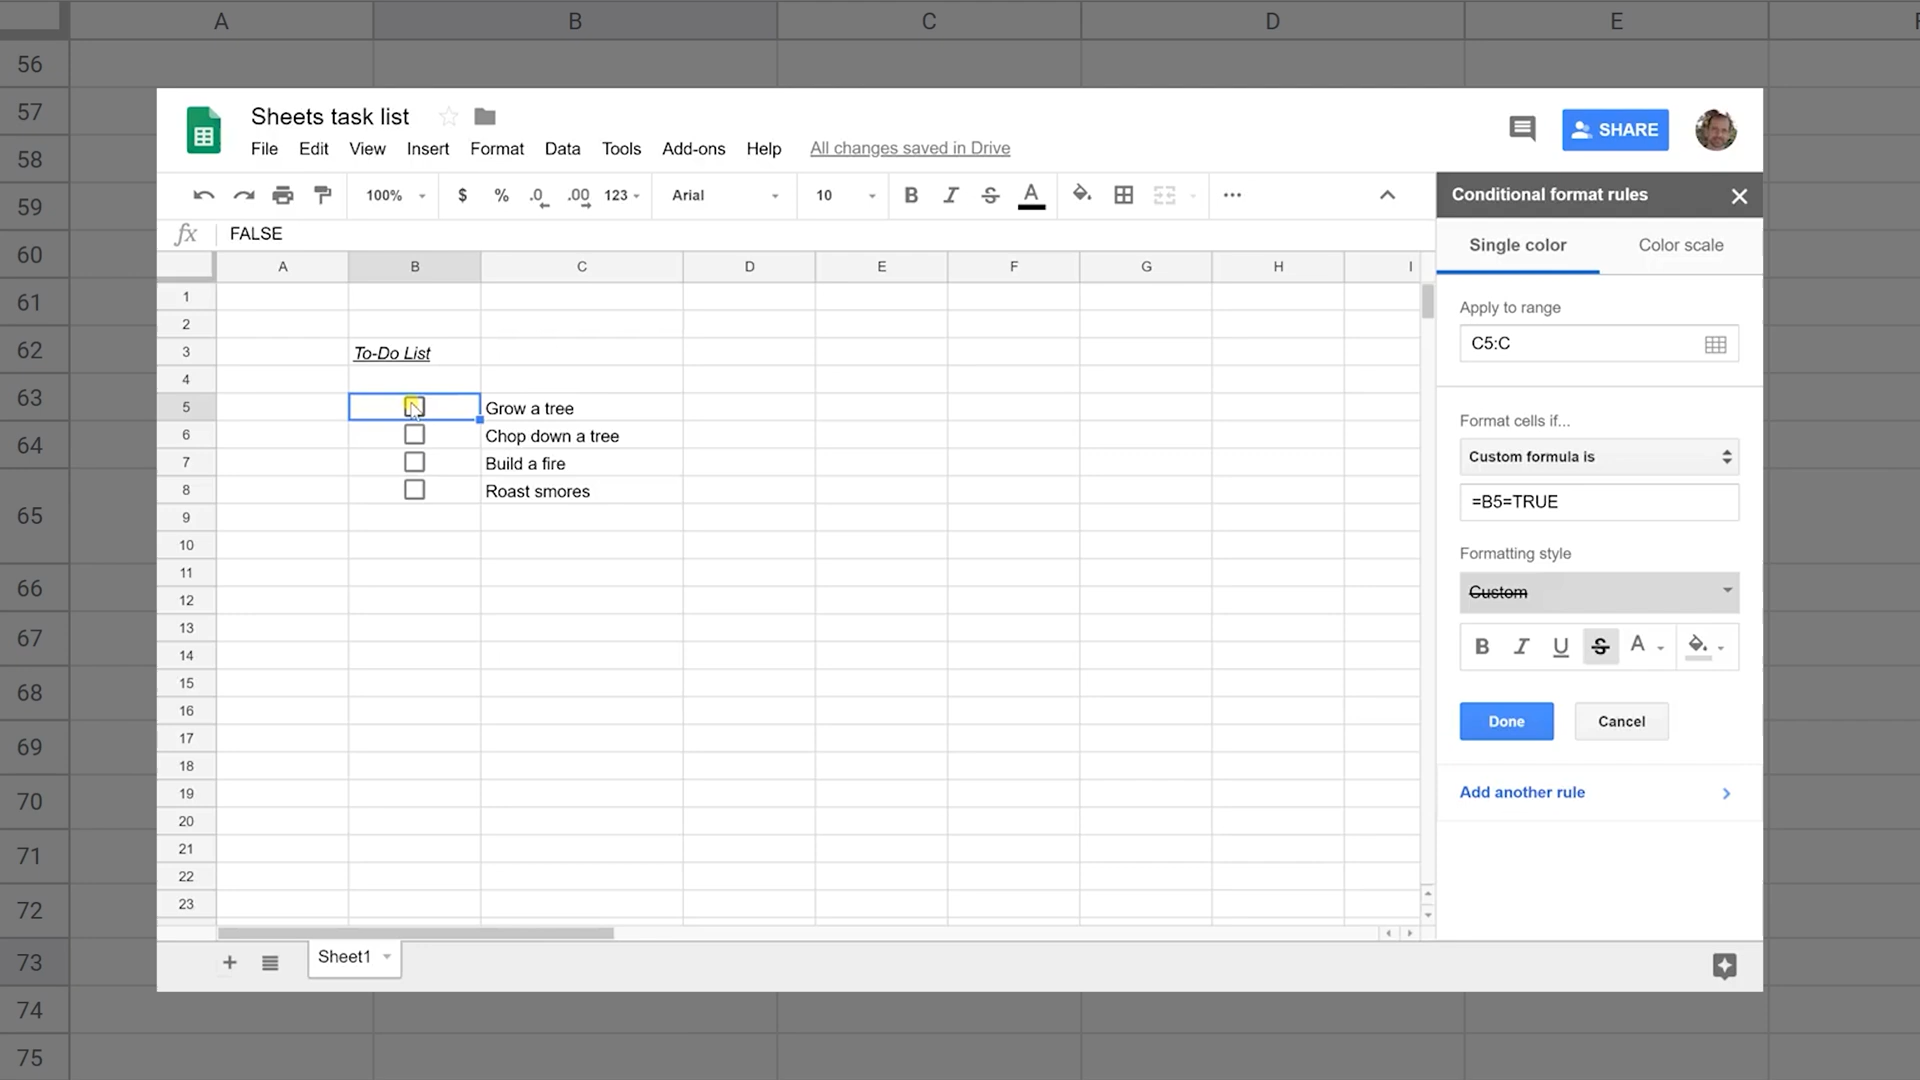 A B C D E
56
57
58
59
60
61
62
63
64
65
66
67
68
69
70
71
72
73
74
75
Sheets task list
File Edit View Insert Format Data Tools Add-ons Help All changes saved in Drive
SHARE
100% $ % .0 .00 123 Arial 10 B I S A
fx FALSE
A B C D E F G H I
1
2
3 To-Do List
4
5 Grow a tree
6 Chop down a tree
7 Build a fire
8 Roast smores
9
10
11
12
13
14
15
16
17
18
19
20
21
22
23
Sheet1
Conditional format rules
Single color Color scale
Apply to range
C5:C
Format cells if...
Custom formula is
=B5=TRUE
Formatting style
Custom
B I U S A
Done Cancel
Add another rule